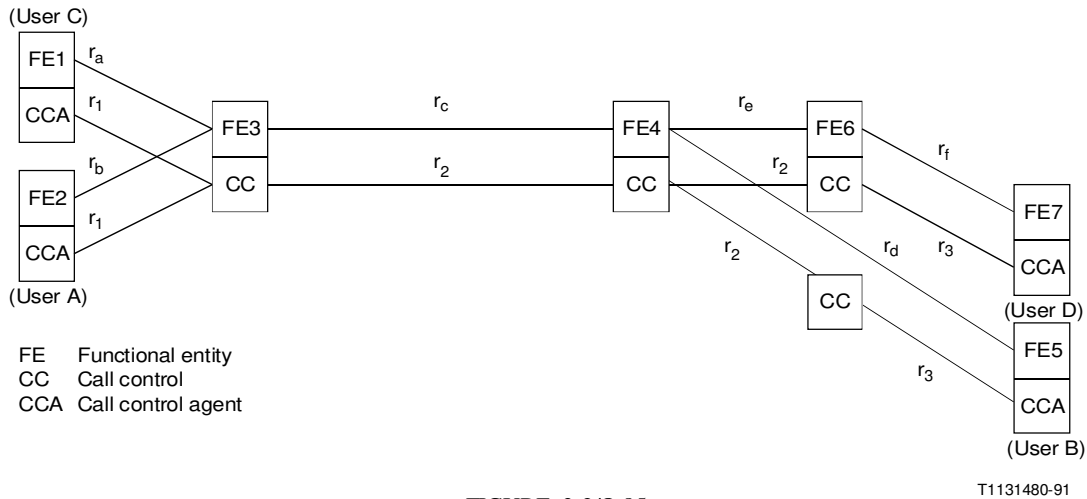 (User C)
FE1
ra
CCA
r1
FE3
rc
FE4
re
FE6
rb
rf
FE2
CC
r2
CC
r2
CC
r1
FE7
CCA
r2
rd
r3
CCA
(User A)
CC
(User D)
FE5
FE Functional entity
CC Call control
r3
CCA Call control agent
CCA
(User B)
T1131480-91